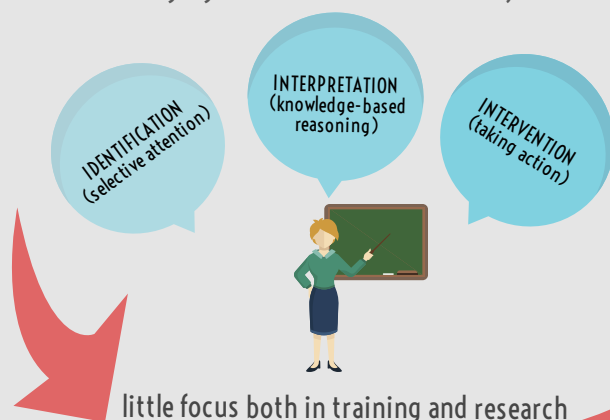 IDENTIFICATION
(selective attention)
INTERPRETATION
(knowledge-based
reasoning)
INTERVENTION
(taking action)
little focus both in training and research